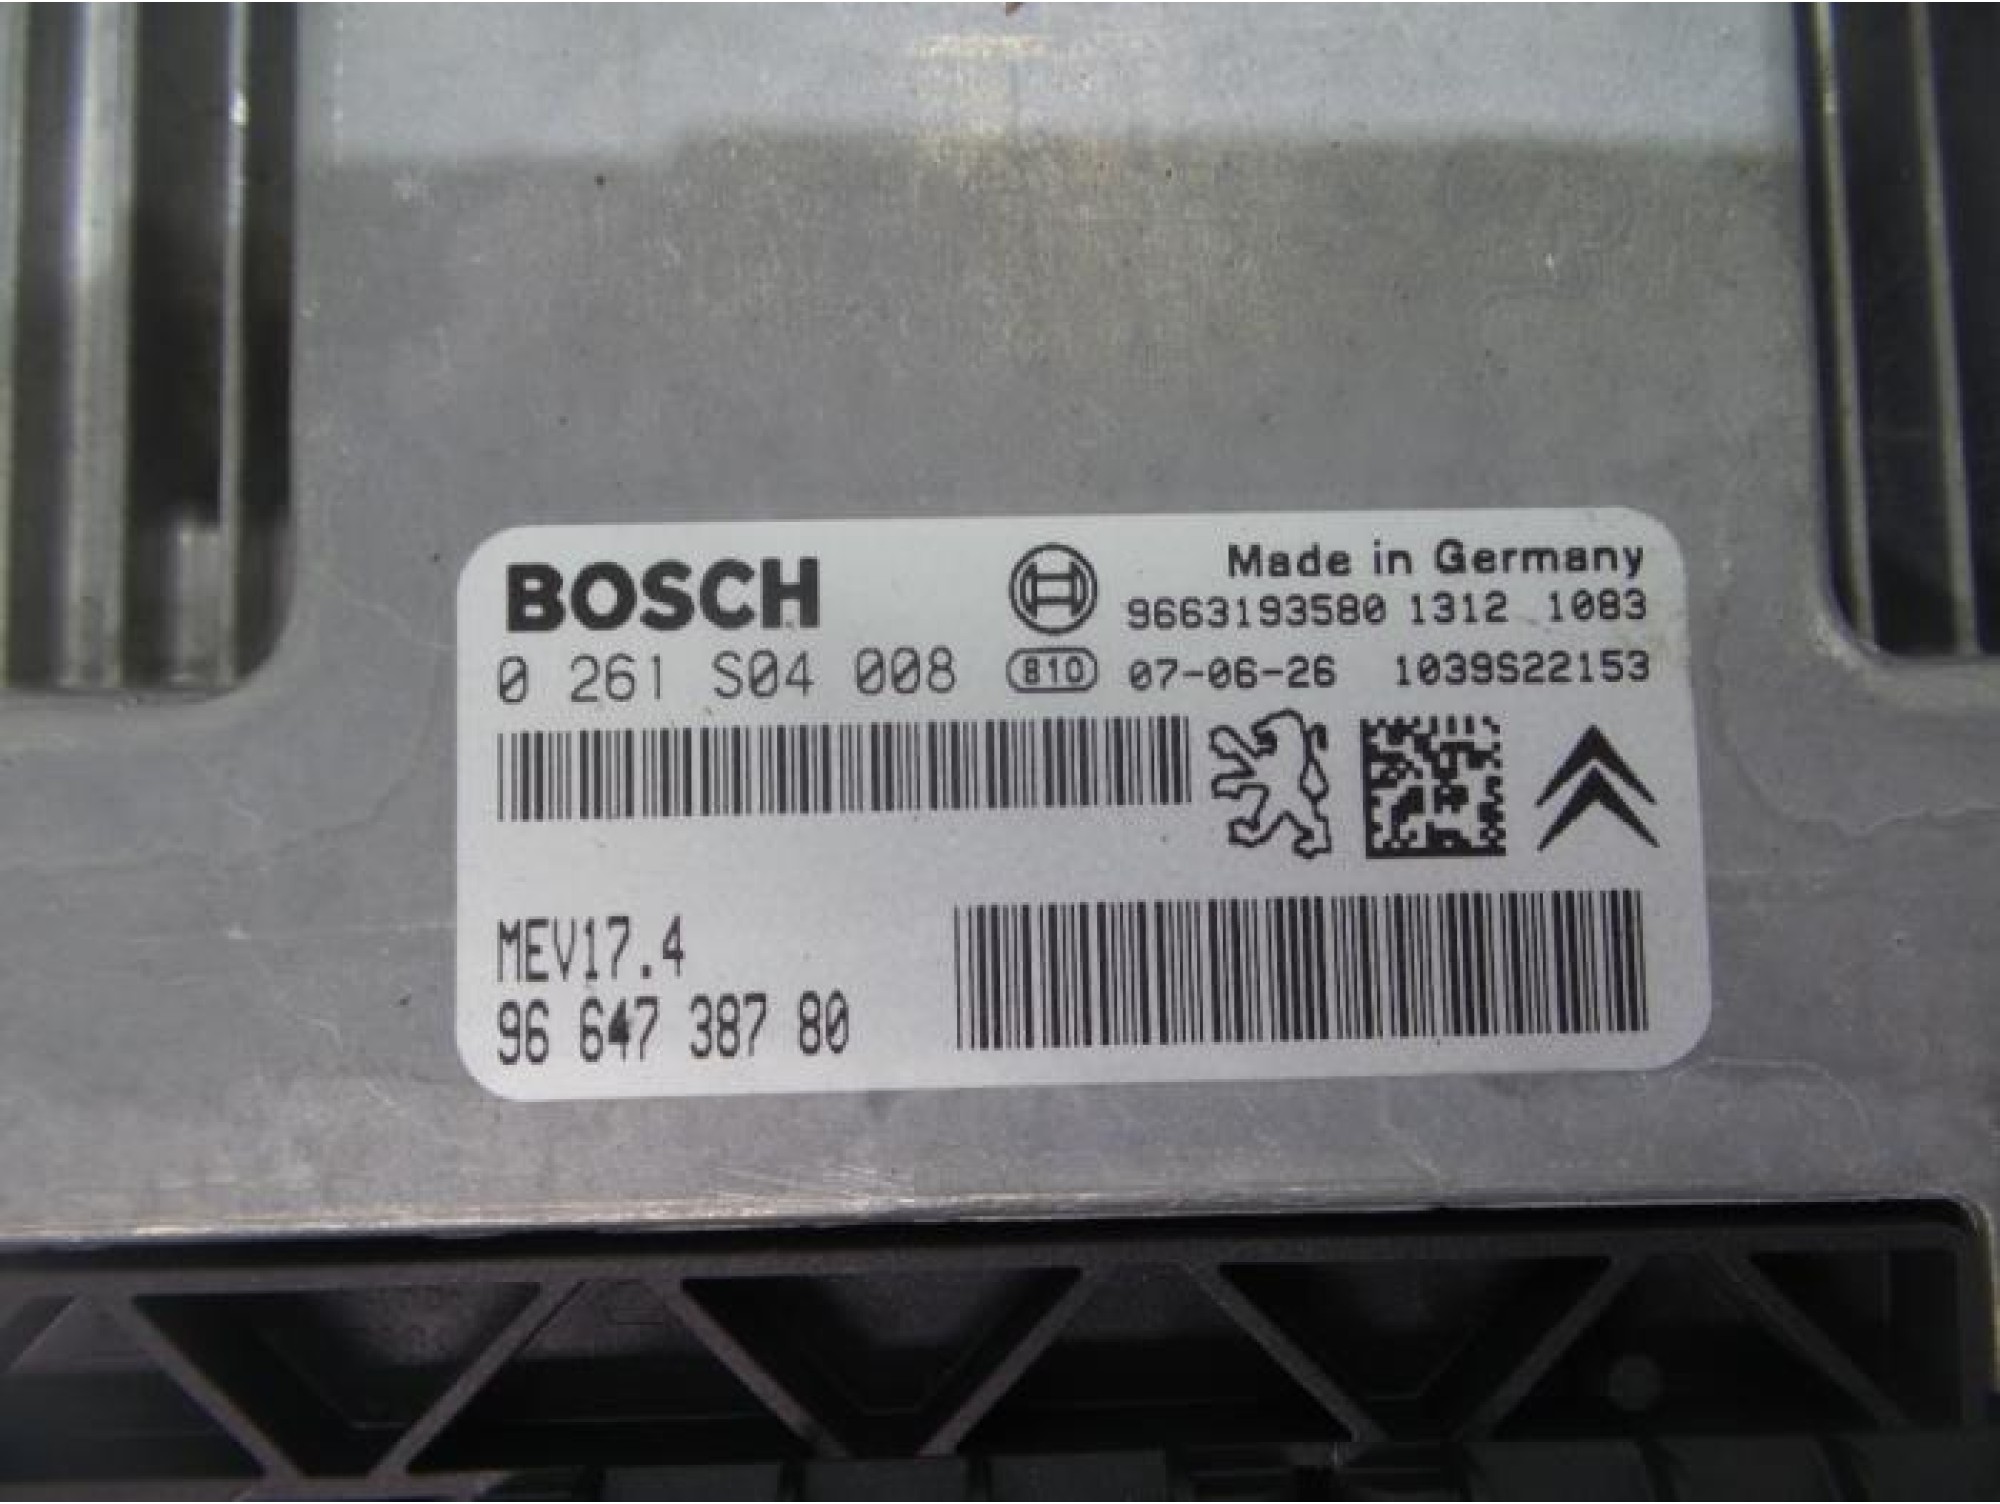 BOSCH
Made in Germany
9663193580 1312 1083
0 261 S04 008
810 07-06-26 1039S22153
MEV17.4
96 647 387 80